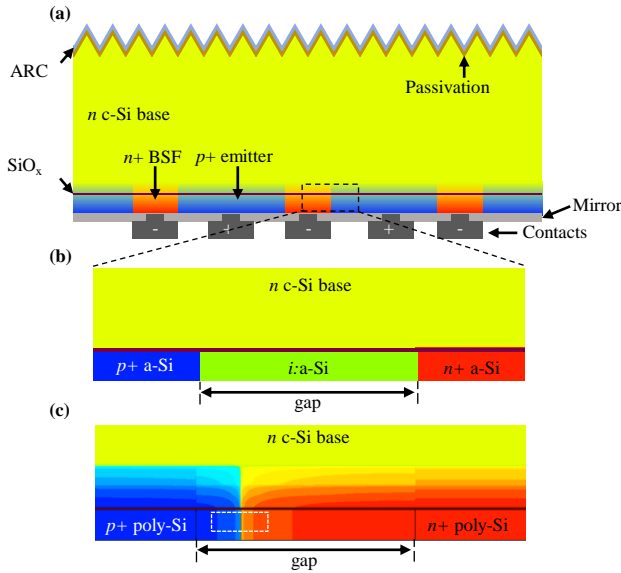 (a)
ARC
Passivation
n c-Si base
SiOx
n+ BSF
p+ emitter
Mirror
- + - + -
Contacts
(b)
n c-Si base
p+ a-Si
i:a-Si
n+ a-Si
gap
(c)
n c-Si base
p+ poly-Si
n+ poly-Si
gap